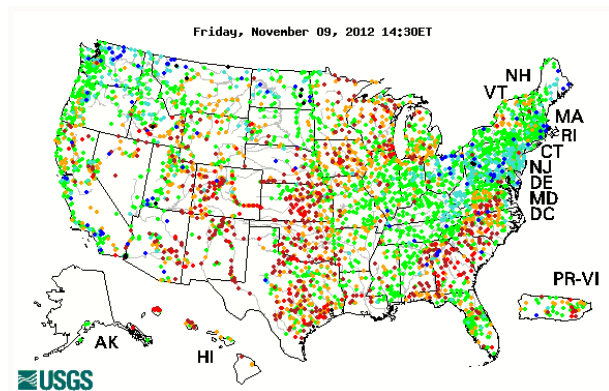 Friday, November 09, 2012 14:30ET
NH
VT
MA
RI
CT
NJ
DE
MD
DC
PR-VI
AK
HI
USGS